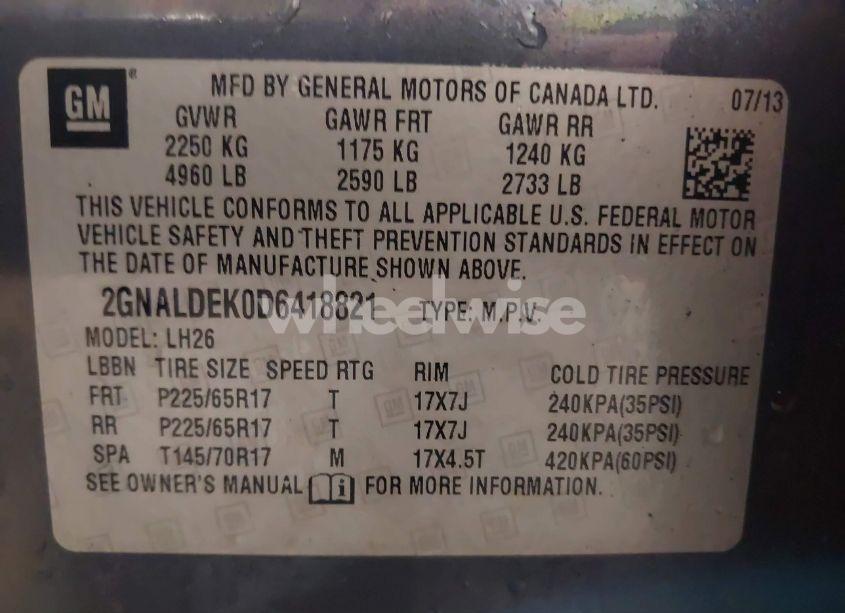 GM ®
MFD BY GENERAL MOTORS OF CANADA LTD. 07/13
GVWR GAWR FRT GAWR RR
2250 KG 1175 KG 1240 KG
4960 LB 2590 LB 2733 LB
THIS VEHICLE CONFORMS TO ALL APPLICABLE U.S. FEDERAL MOTOR
VEHICLE SAFETY AND THEFT PREVENTION STANDARDS IN EFFECT ON
THE DATE OF MANUFACTURE SHOWN ABOVE.
2GNALDEK0D6418821 TYPE: M.P.V.
wheelwise
MODEL: LH26
LBBN TIRE SIZE SPEED RTG RIM COLD TIRE PRESSURE
FRT P225/65R17 T 17X7J 240KPA(35PSI)
RR P225/65R17 T 17X7J 240KPA(35PSI)
SPA T145/70R17 M 17X4.5T 420KPA(60PSI)
SEE OWNER'S MANUAL i FOR MORE INFORMATION.